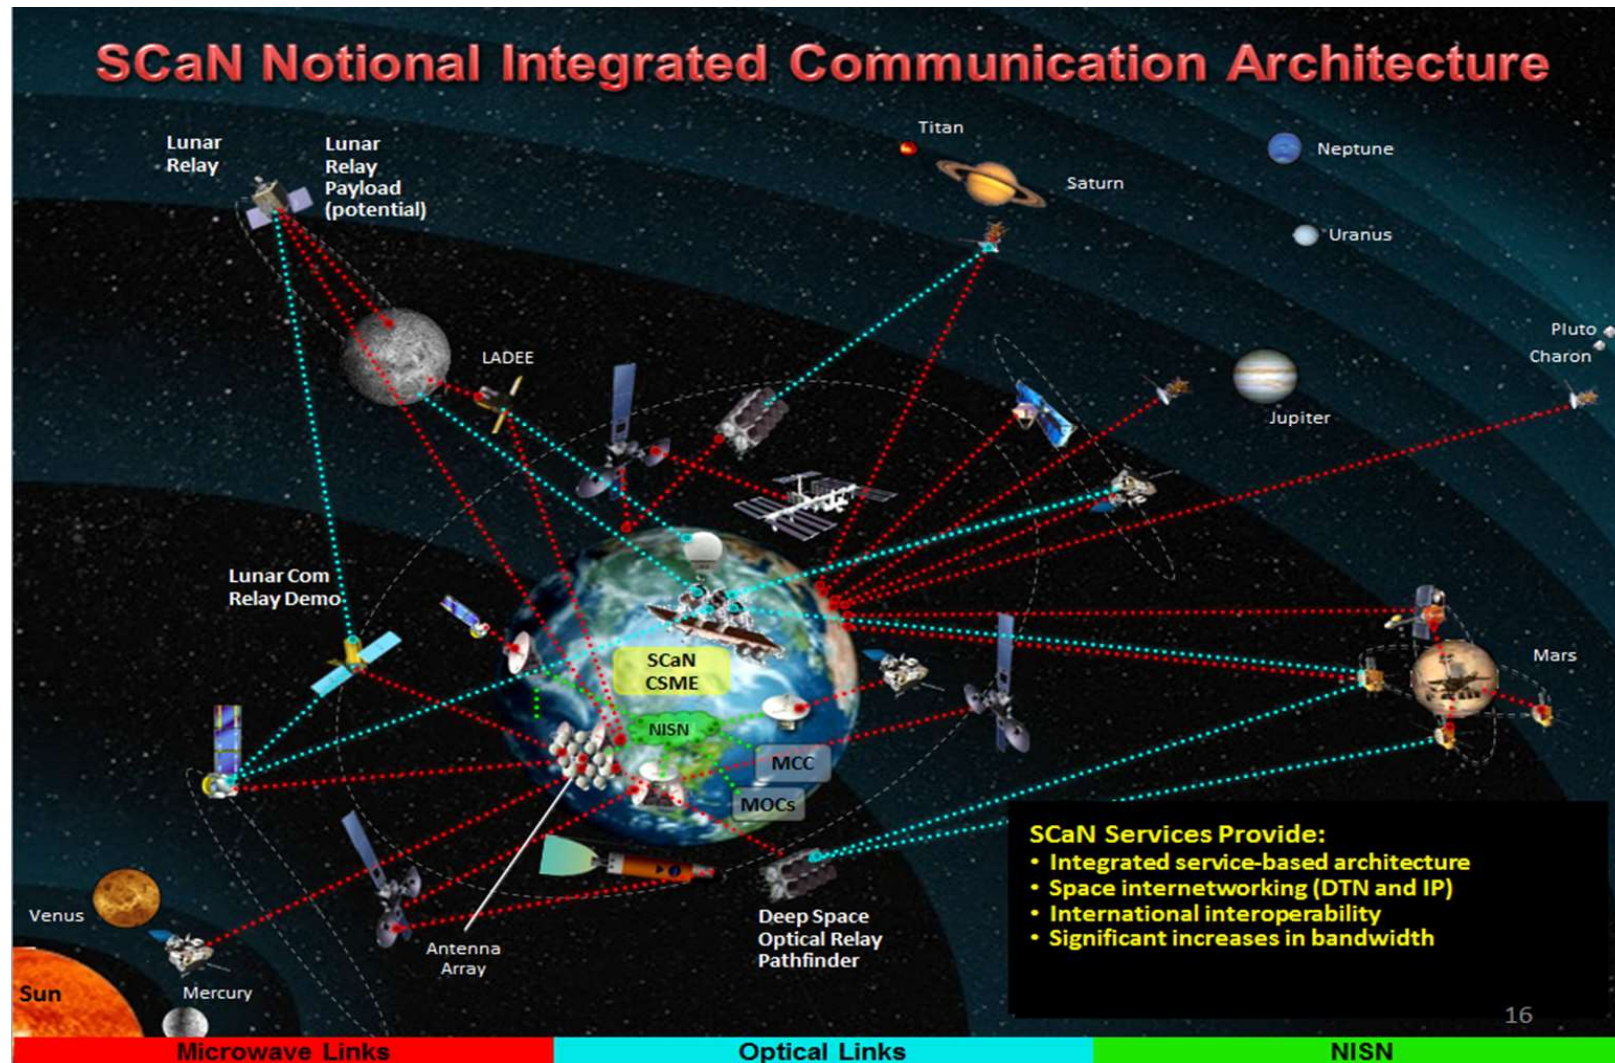 SCaN Notional Integrated Communication Architecture
Lunar
Relay
Lunar
Relay
Payload
(potential)
Titan
Saturn
Neptune
Uranus
Pluto
Charon
LADEE
Jupiter
Lunar Com
Relay Demo
SCaN
CSME
NISN
MCC
MOCs
Mars
Venus
Mercury
Sun
Antenna
Array
Deep Space
Optical Relay
Pathfinder
SCaN Services Provide:
• Integrated service-based architecture
• Space internetworking (DTN and IP)
• International interoperability
• Significant increases in bandwidth
16
Microwave Links
Optical Links
NISN